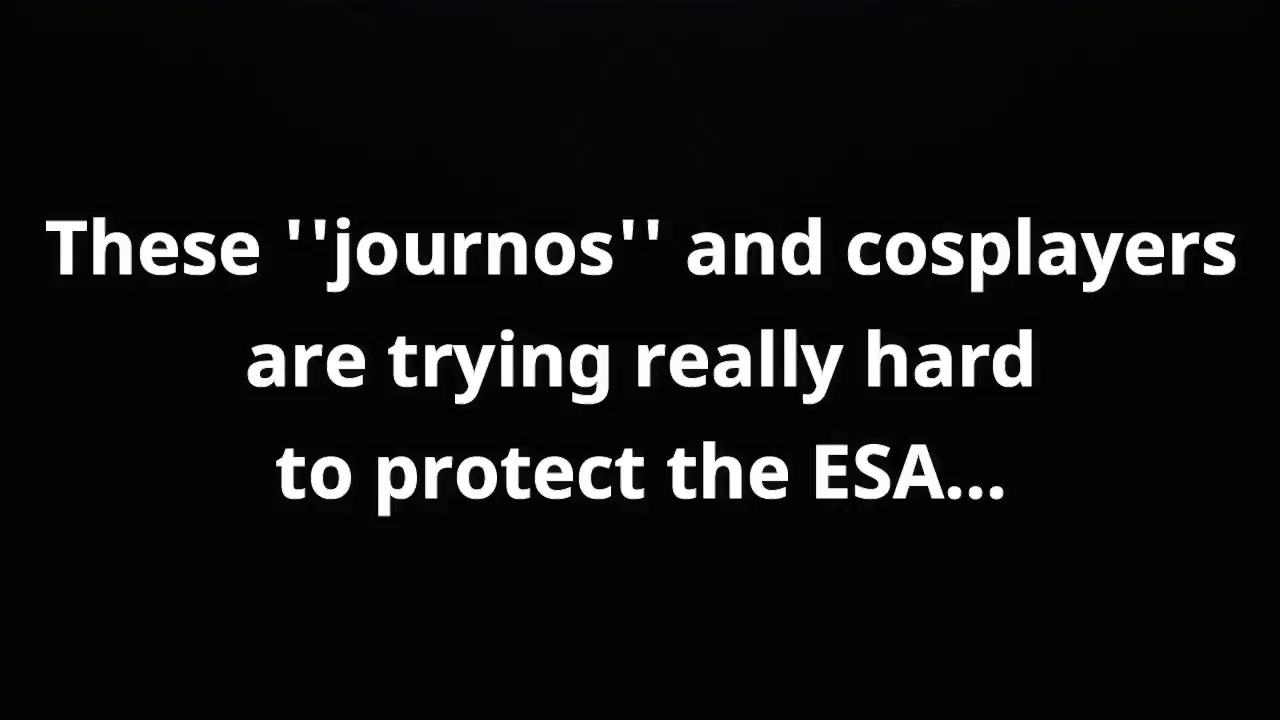 These ''journos'' and cosplayers
are trying really hard
to protect the ESA...